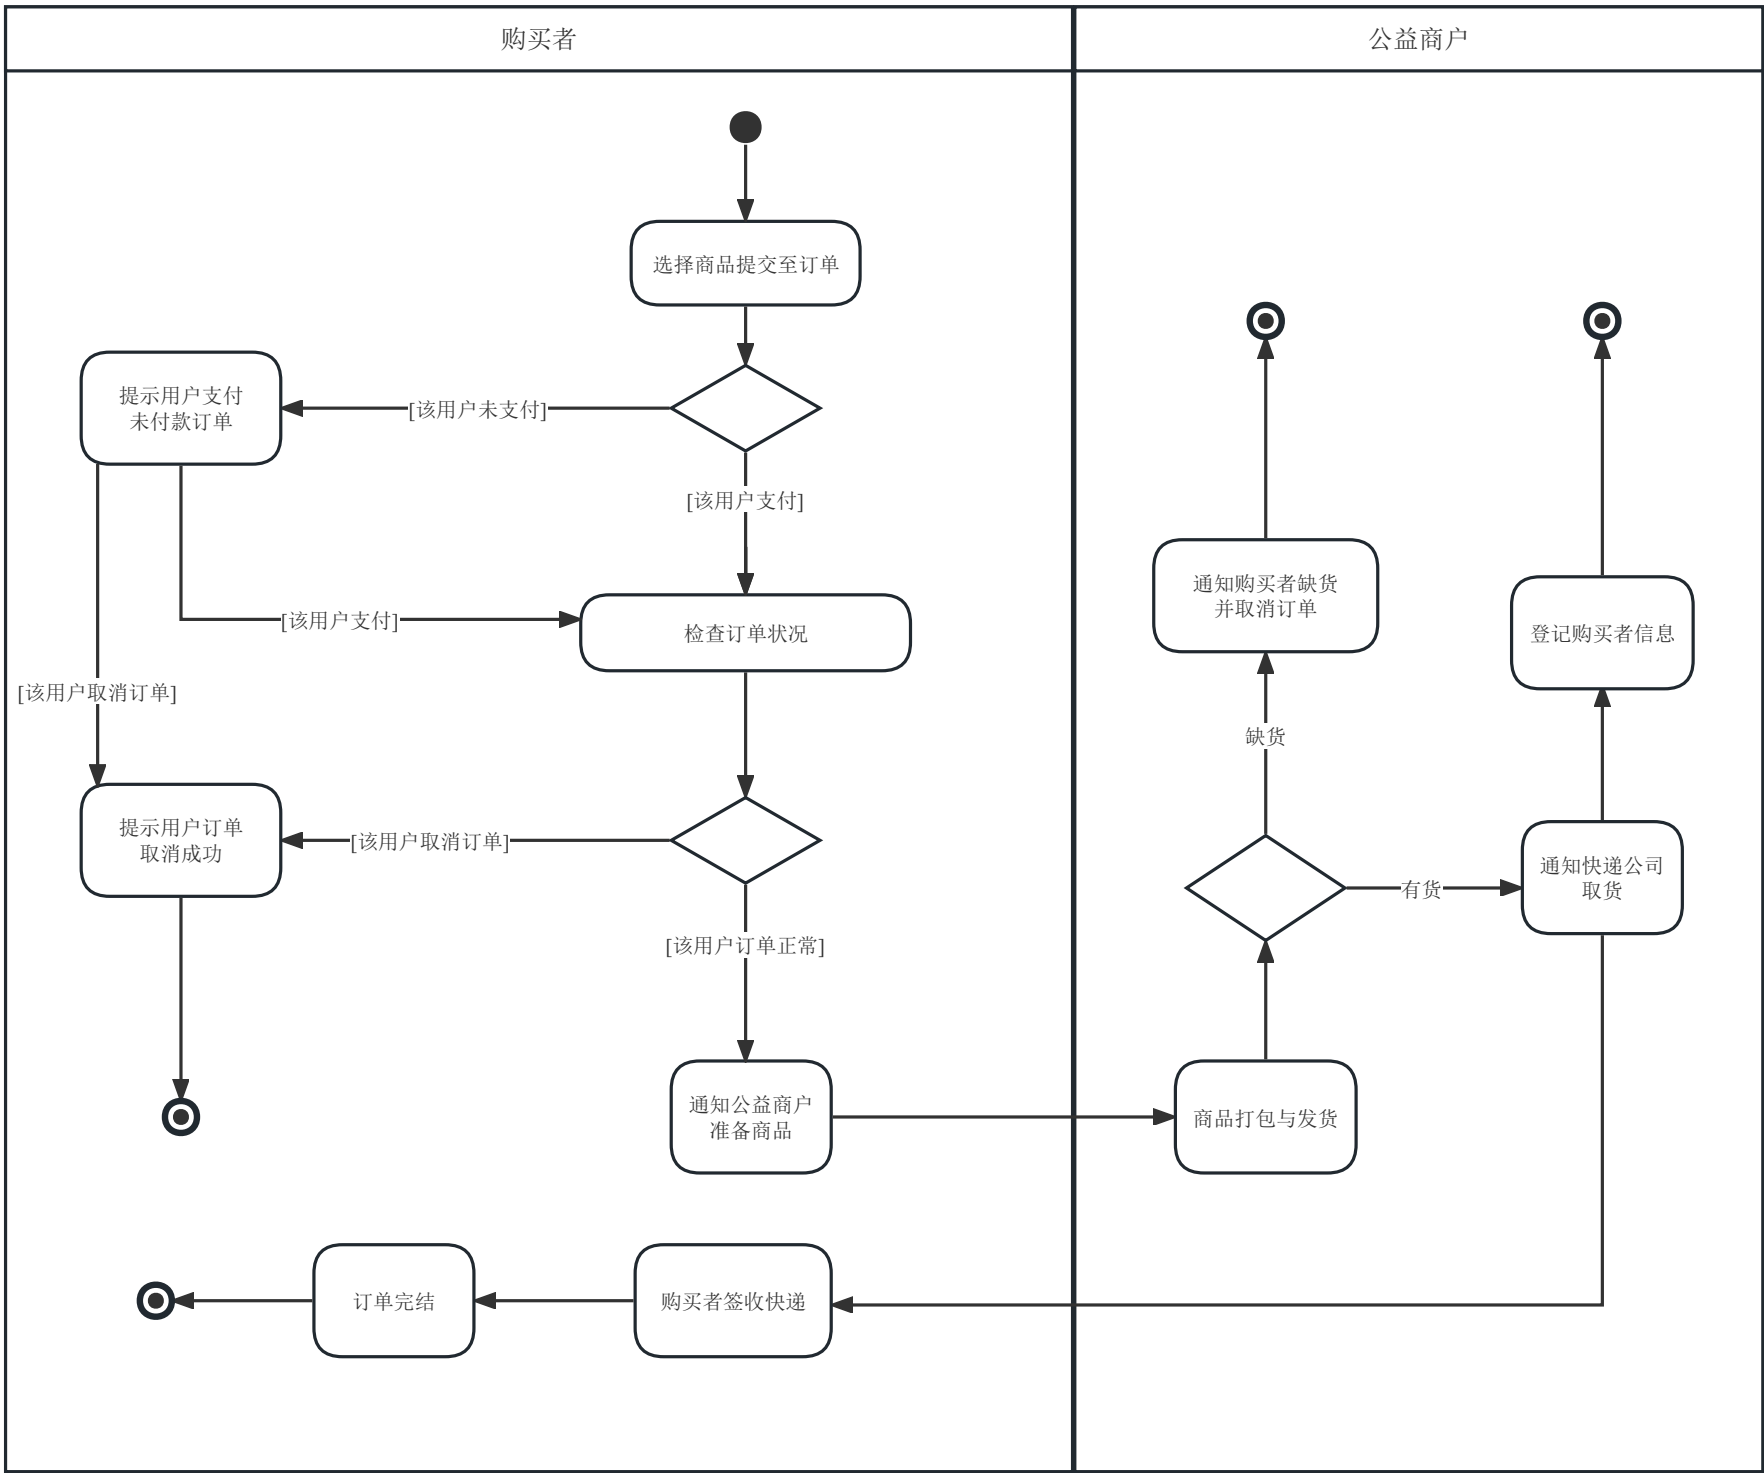 购买者
公益商户
选择商品提交至订单
提示用户支付
未付款订单
[该用户未支付]
[该用户支付]
通知购买者缺货
并取消订单
[该用户支付]
检查订单状况
登记购买者信息
[该用户取消订单]
缺货
提示用户订单
取消成功
[该用户取消订单]
通知快递公司
取货
有货
[该用户订单正常]
通知公益商户
准备商品
商品打包与发货
订单完结
购买者签收快递